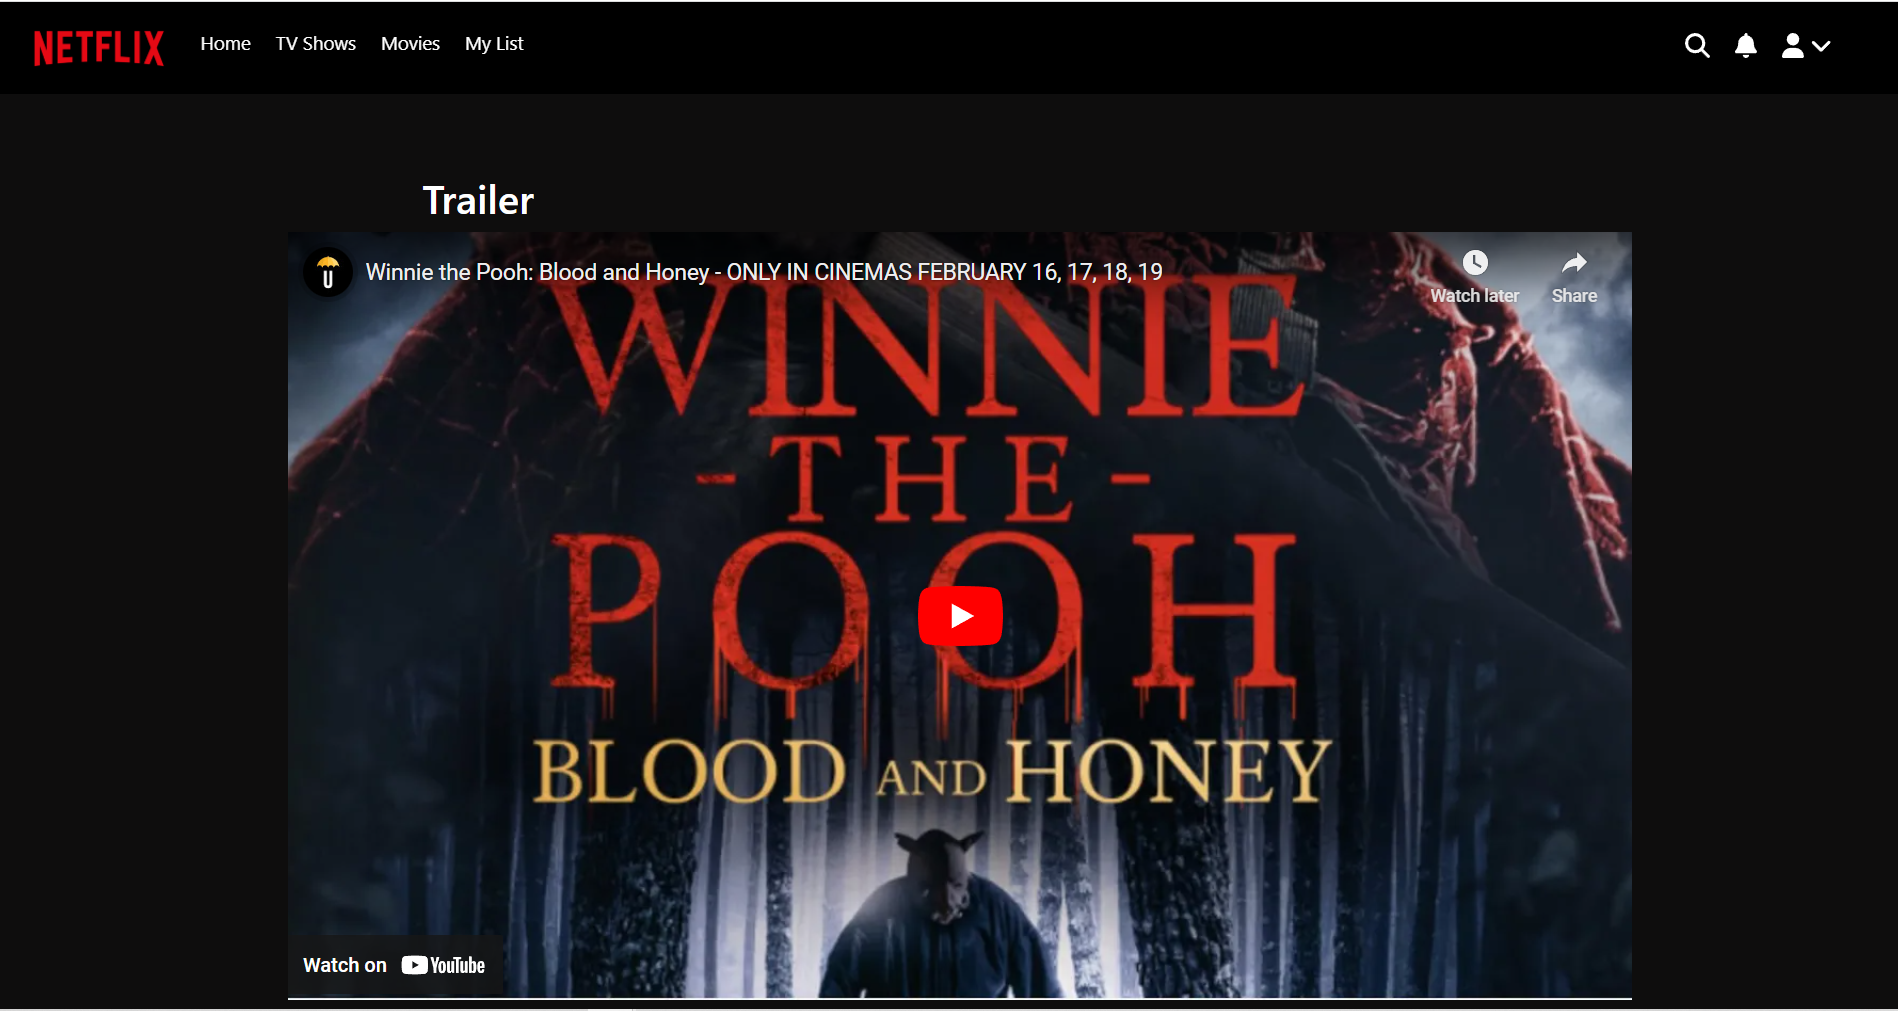 NETFLIX Home TV Shows Movies My List
Trailer
U
Winnie the Pooh: Blood and Honey - ONLY IN CINEMAS FEBRUARY 16, 17, 18, 19
Watch later Share
WINNIE
- THE -
POOH
BLOOD AND HONEY
Watch on YouTube